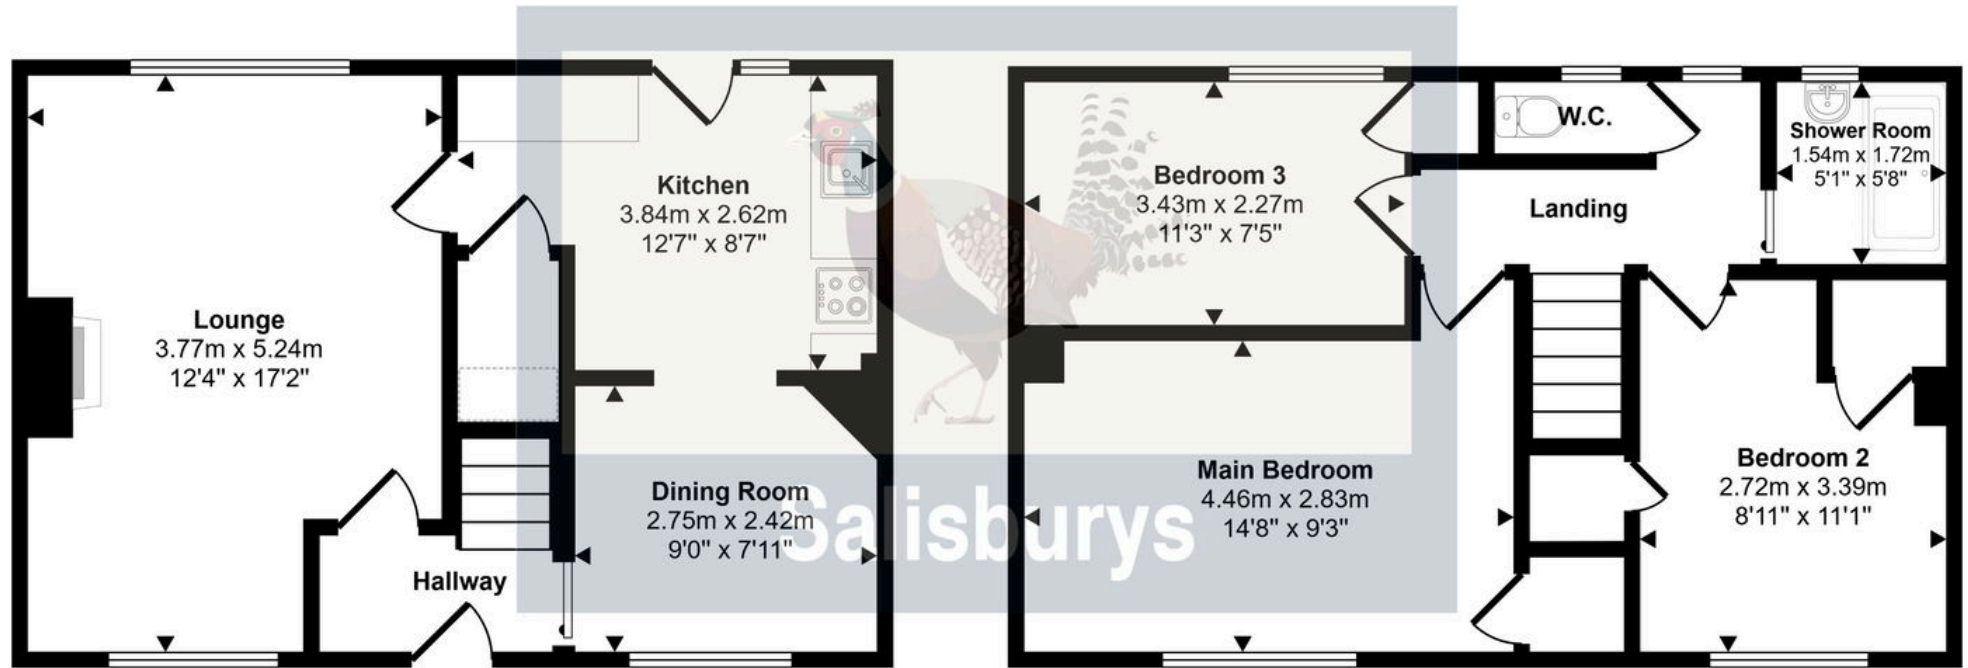 Lounge
3.77m x 5.24m
12'4" x 17'2"
Kitchen
3.84m x 2.62m
12'7" x 8'7"
Dining Room
2.75m x 2.42m
9'0" x 7'11"
Hallway
Bedroom 3
3.43m x 2.27m
11'3" x 7'5"
W.C.
Shower Room
1.54m x 1.72m
5'1" x 5'8"
Landing
Main Bedroom
4.46m x 2.83m
14'8" x 9'3"
Bedroom 2
2.72m x 3.39m
8'11" x 11'1"
Salisburys